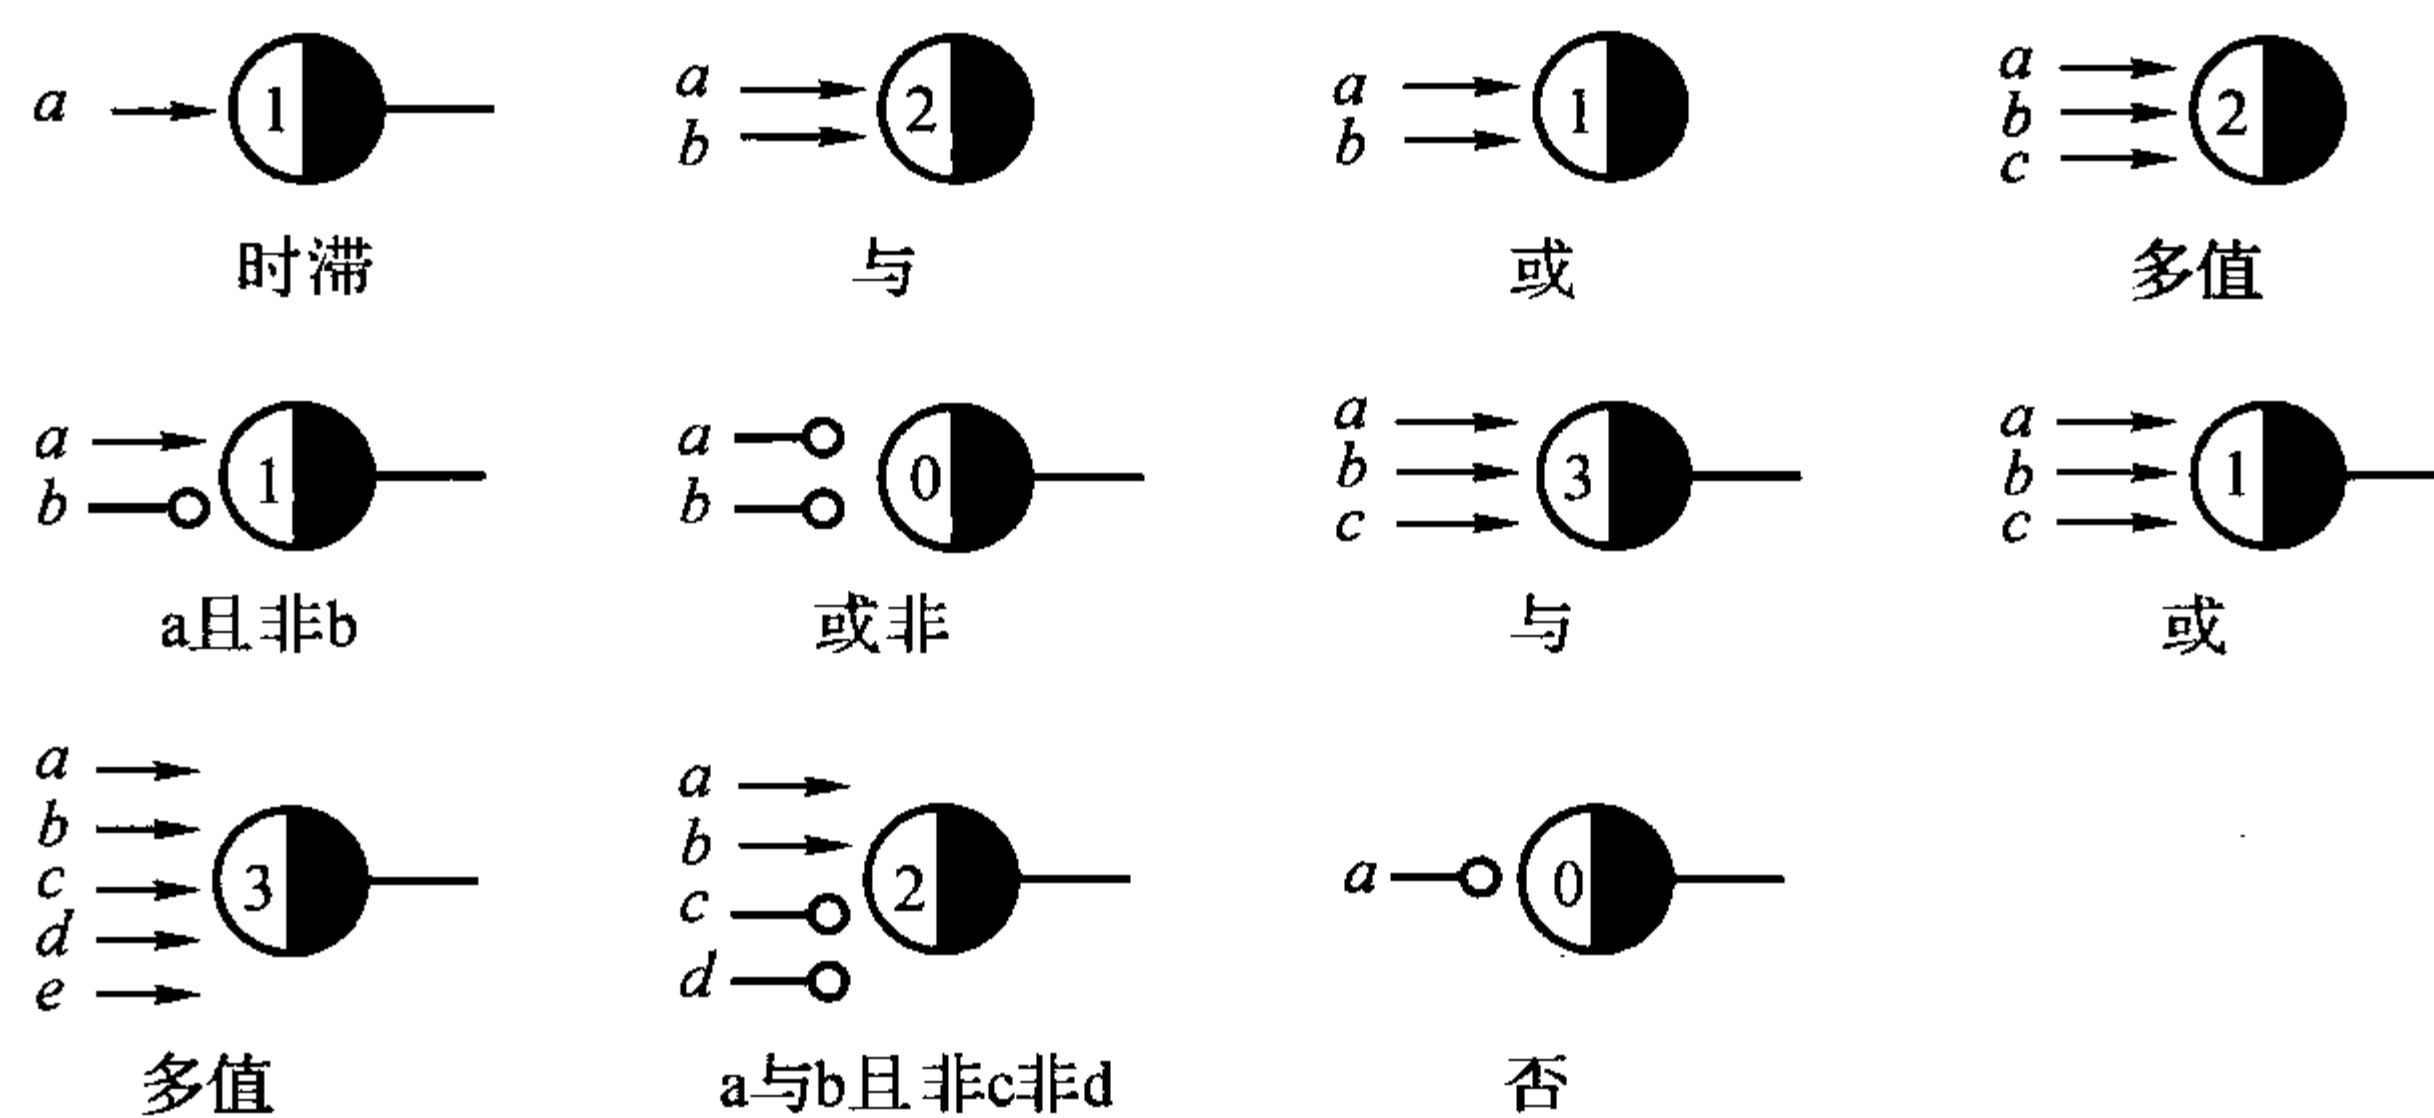 a 1 a b 2 a b 1 a b c 2
时滞 与 或 多值
a b 1 a b 0 a b c 3 a b c 1
a且非b 或非 与 或
a b c d e 3 a b c d 2 a 0
多值 a与b且非c非d 否